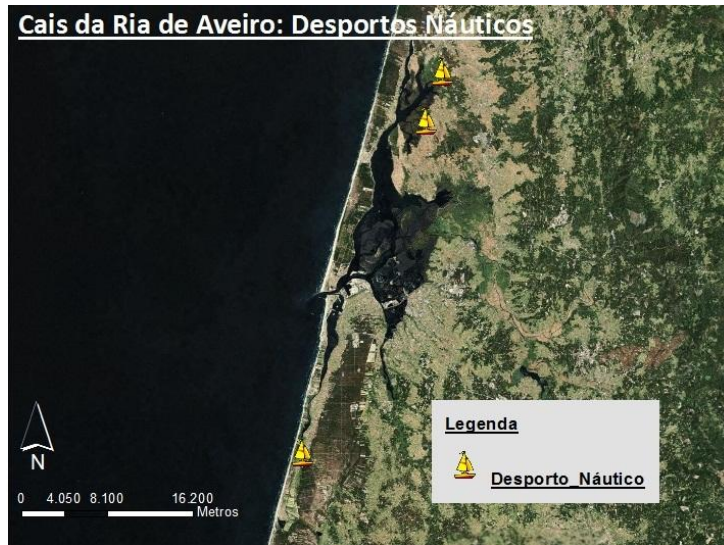 Cais da Ria de Aveiro: Desportos Náuticos
Legenda
Desporto_Náutico
N
0 4.050 8.100 16.200
Metros